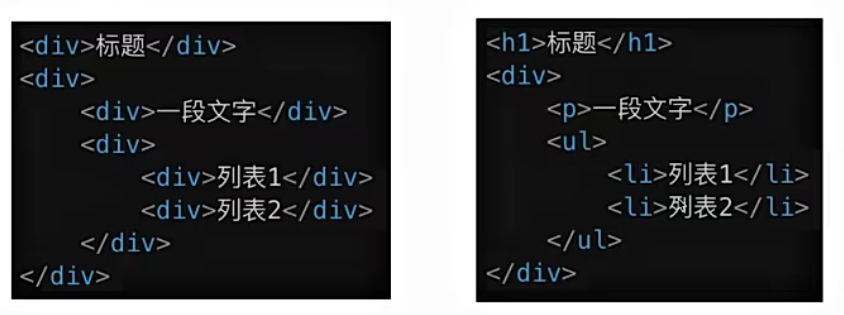 <div>标题</div>
<div>
    <div>一段文字</div>
    <div>
        <div>列表1</div>
        <div>列表2</div>
    </div>
</div>
<h1>标题</h1>
<div>
    <p>一段文字</p>
    <ul>
        <li>列表1</li>
        <li>列表2</li>
    </ul>
</div>